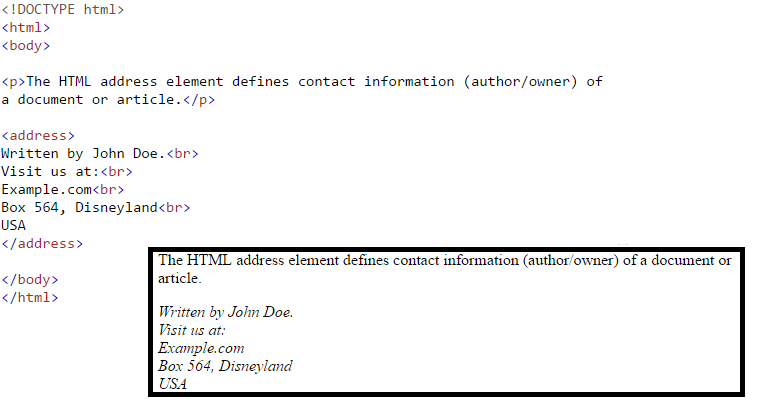 <!DOCTYPE html>
<html>
<body>
<p>The HTML address element defines contact information (author/owner) of
a document or article.</p>
<address>
Written by John Doe.<br>
Visit us at:<br>
Example.com<br>
Box 564, Disneyland<br>
USA
</address>
</body>
</html>
The HTML address element defines contact information (author/owner) of a document or
article.
Written by John Doe.
Visit us at:
Example.com
Box 564, Disneyland
USA